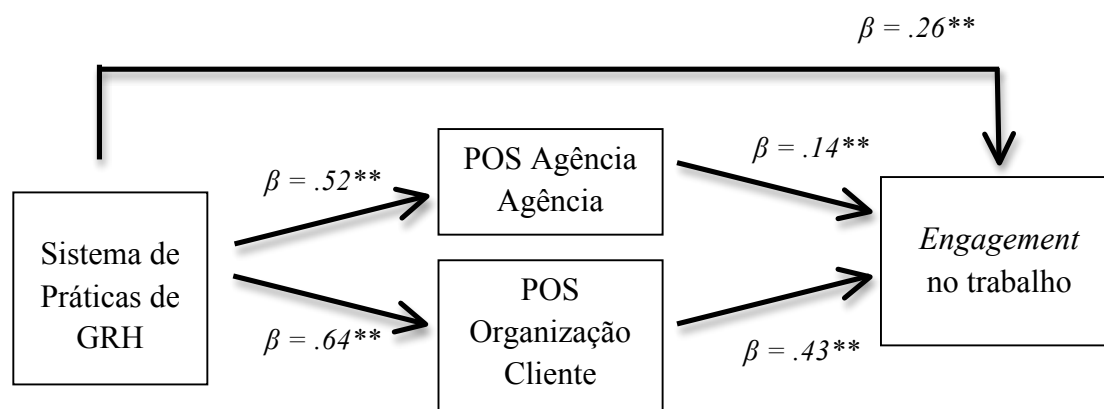 β = .26**
POS Agência
Agência
β = .14**
β = .52**
Sistema de
Práticas de
GRH
Engagement
no trabalho
POS
Organização
Cliente
β = .64**
β = .43**